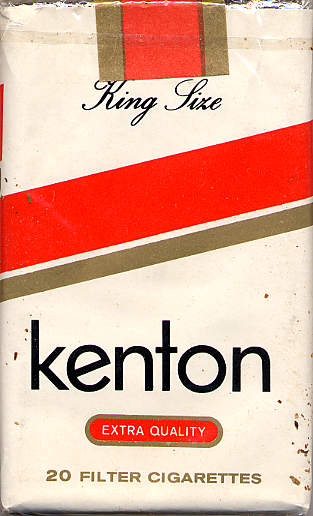 King Size
kenton
EXTRA QUALITY
20 FILTER CIGARETTES